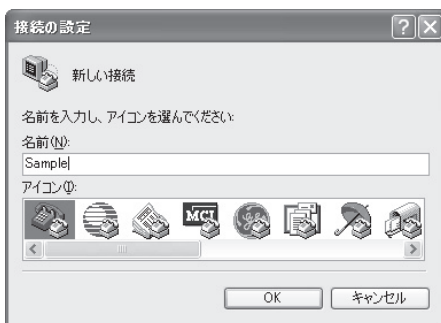 接続の設定
新しい接続
名前を入力し、アイコンを選んでください:
名前(N):
Sample
アイコン(I):
MCI
OK
キャンセル